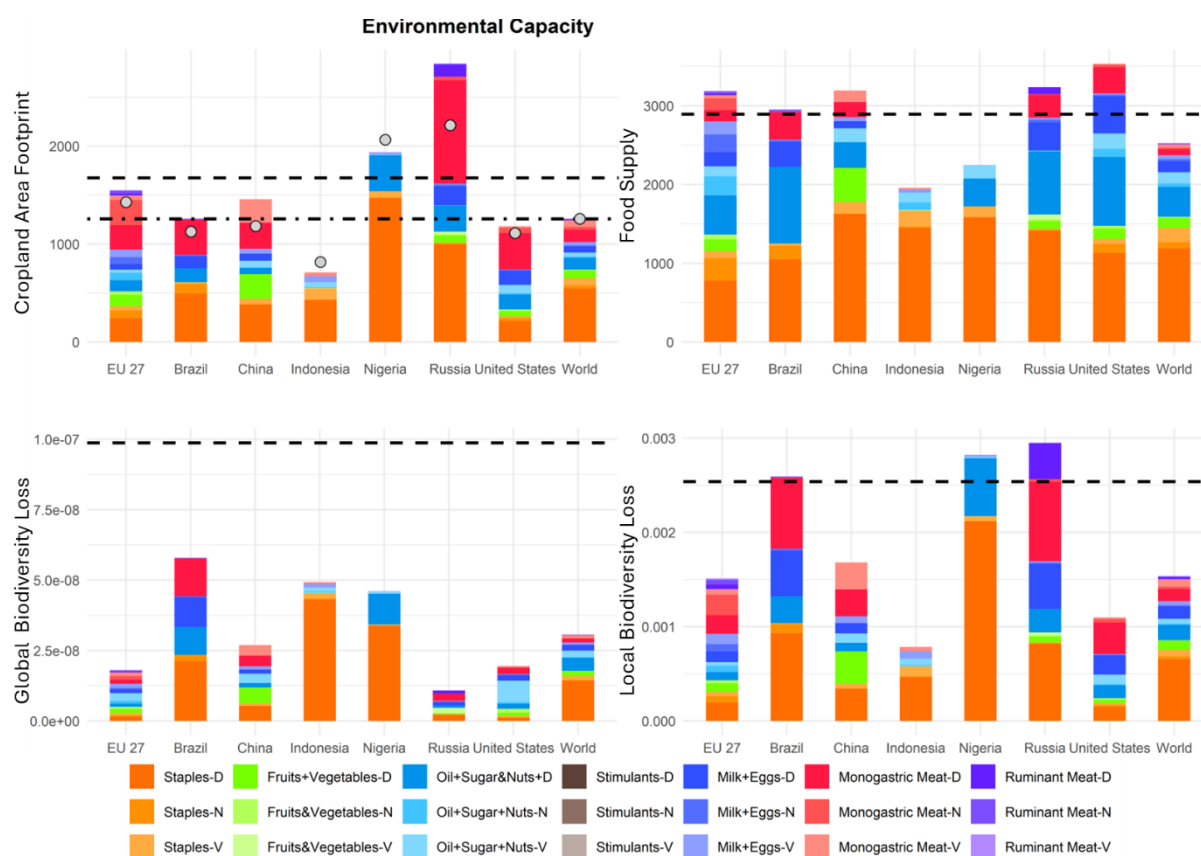 Environmental Capacity
Cropland Area Footprint
2000
1000
0
EU 27 Brazil China Indonesia Nigeria Russia United States World
Food Supply
3000
2000
1000
0
EU 27 Brazil China Indonesia Nigeria Russia United States World
Global Biodiversity Loss
1.0e-07
7.5e-08
5.0e-08
2.5e-08
0.0e+00
EU 27 Brazil China Indonesia Nigeria Russia United States World
Local Biodiversity Loss
0.003
0.002
0.001
0.000
EU 27 Brazil China Indonesia Nigeria Russia United States World
Staples-D Fruits+Vegetables-D Oil+Sugar&Nuts+D Stimulants-D Milk+Eggs-D Monogastric Meat-D Ruminant Meat-D
Staples-N Fruits&Vegetables-N Oil+Sugar+Nuts-N Stimulants-N Milk+Eggs-N Monogastric Meat-N Ruminant Meat-N
Staples-V Fruits&Vegetables-V Oil+Sugar+Nuts-V Stimulants-V Milk+Eggs-V Monogastric Meat-V Ruminant Meat-V